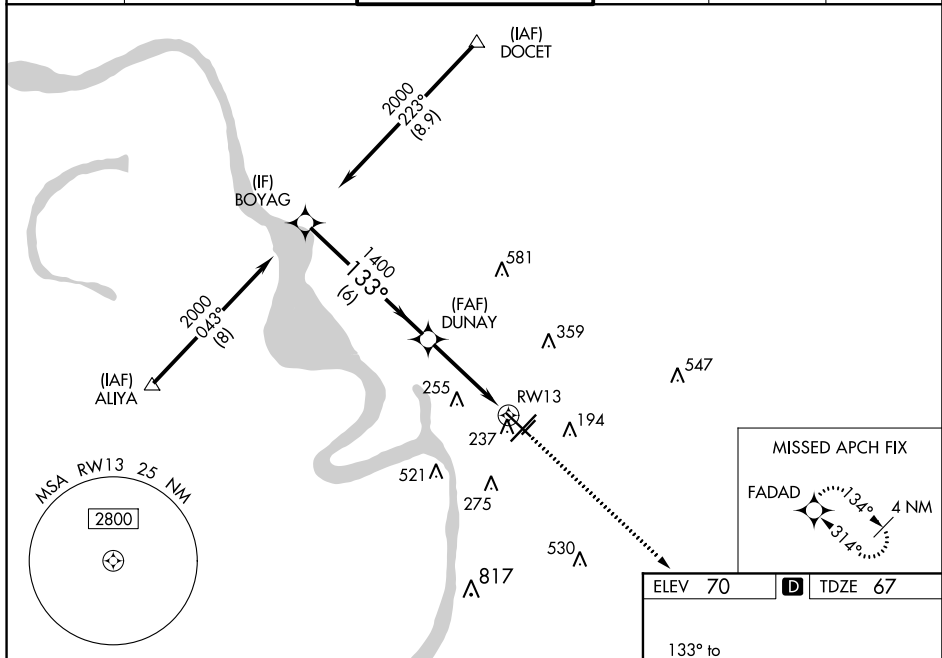 (IAF)
DOCET
2000
223°
(8.9)
(IF)
BOYAG
1400
133°
(6)
581
(FAF)
DUNAY
359
547
2000
043°
(8)
(IAF)
ALIYA
255
RW13
237
194
521
275
530
817
MSA RW13 25 NM
2800
MISSED APCH FIX
FADAD
134°
4 NM
314°
ELEV 70
D
TDZE 67
133° to